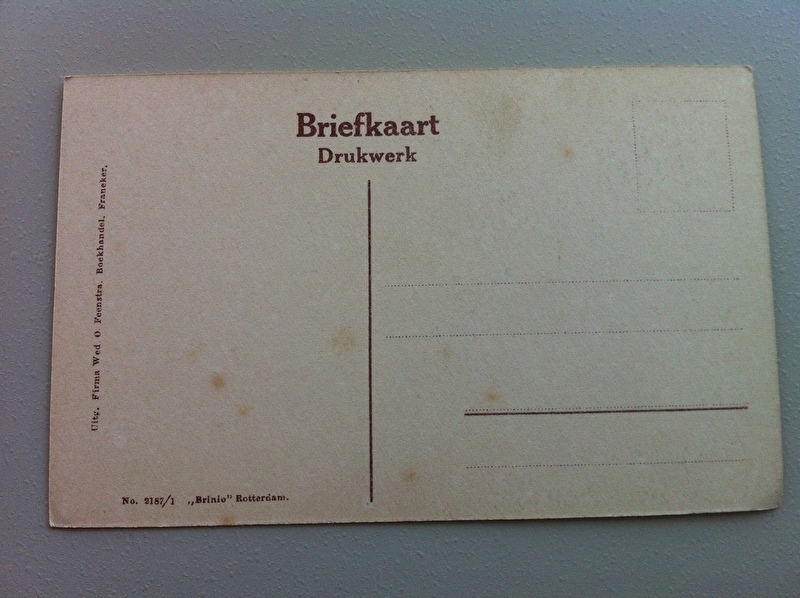 Briefkaart
Drukwerk
Uitg. Firma Wed O Feenstra. Boekhandel. Franeker.
No. 2187/1 „Brinio” Rotterdam.